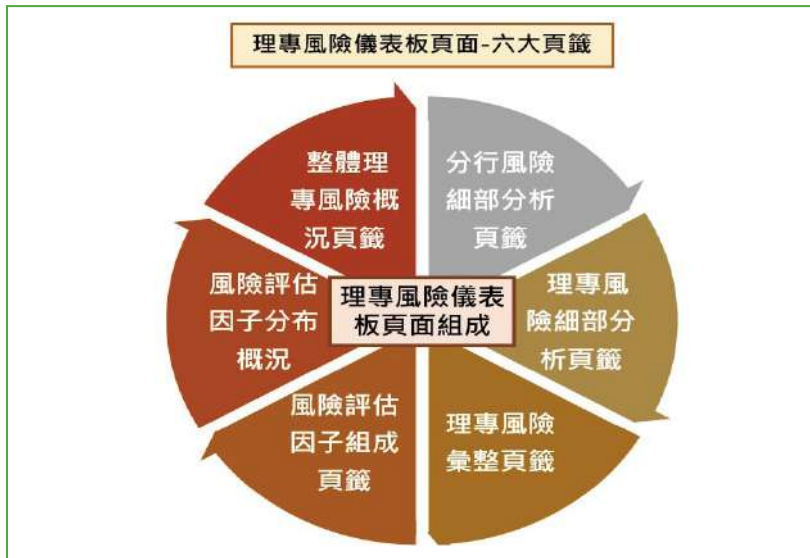 理專風險儀表板頁面-六大頁籤
整體理
專風險概
況頁籤
分行風險
細部分析
頁籤
風險評估
因子分布
概況
理專風險儀表
板頁面組成
理專風
險細部分
析頁籤
風險評估
因子組成
頁籤
理專風險
彙整頁籤